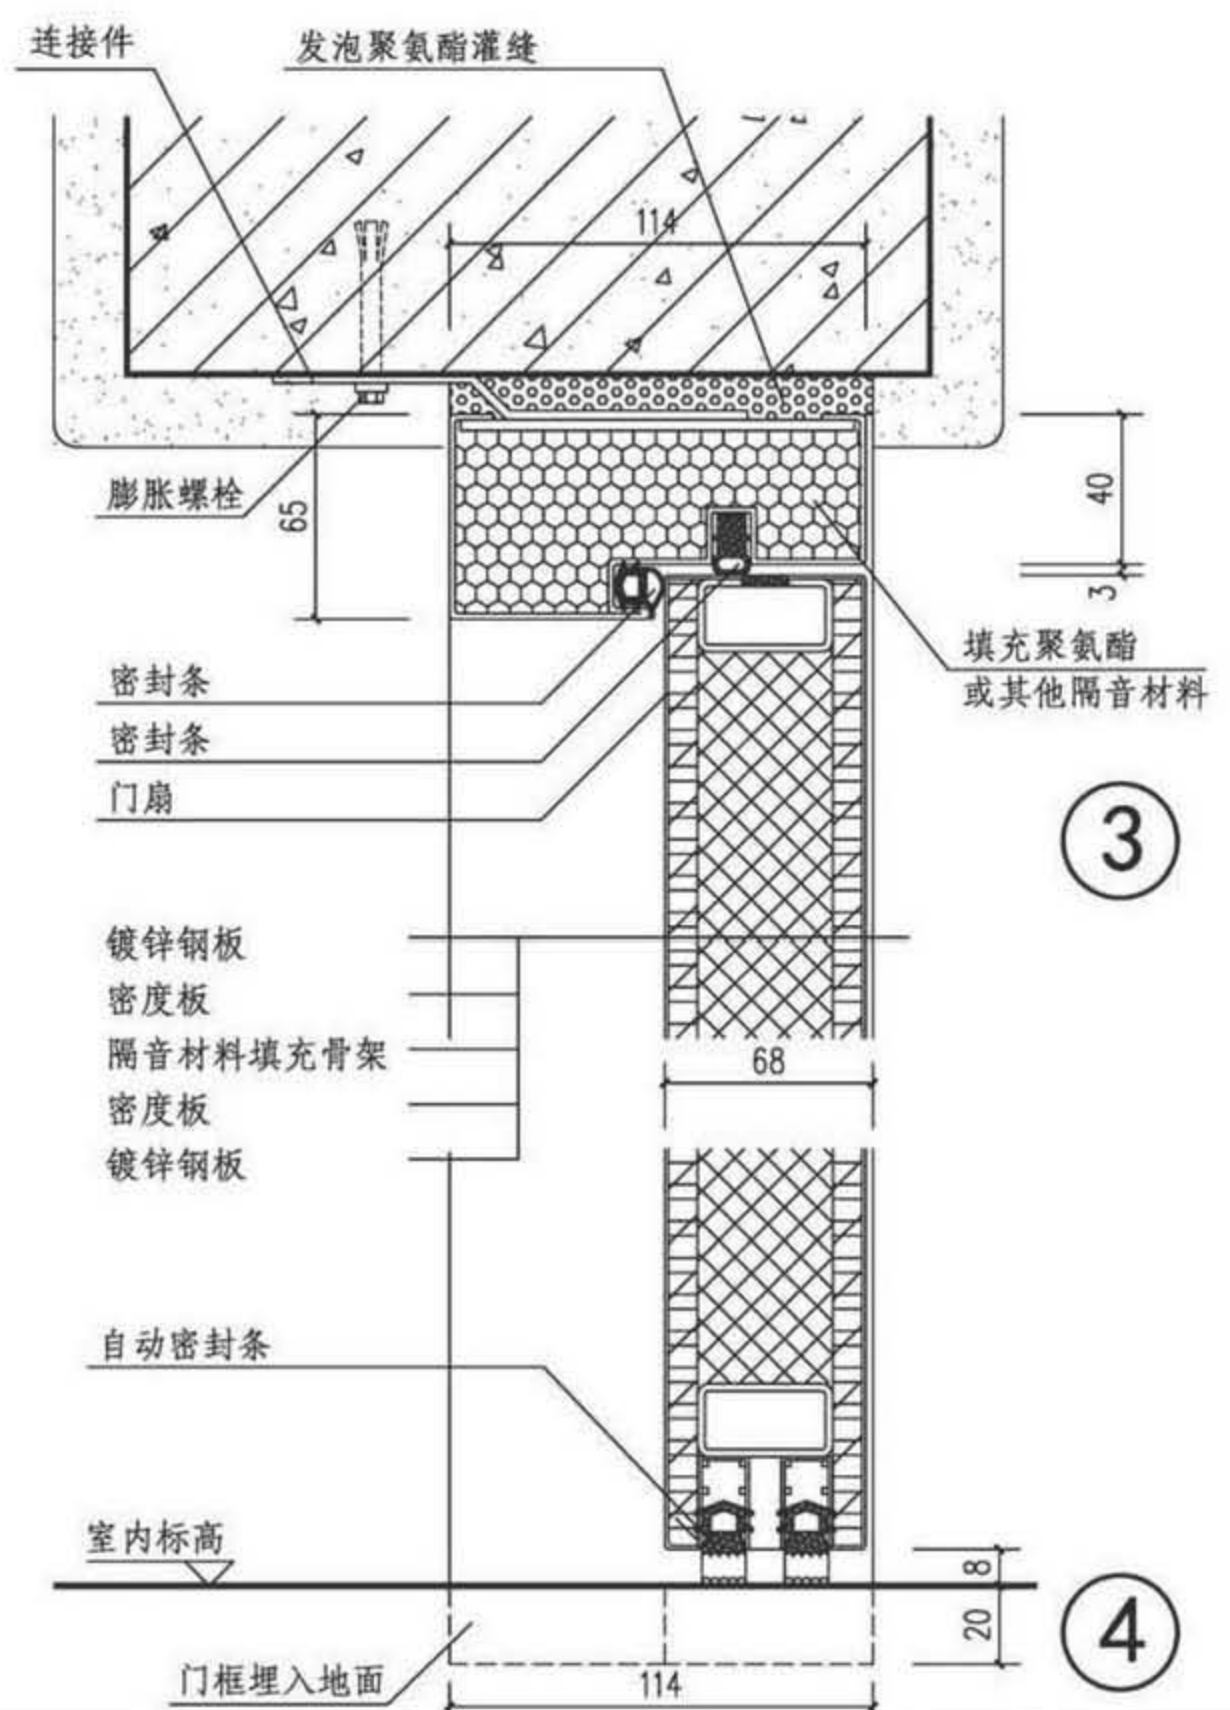 连接件
发泡聚氨酯灌缝
114
膨胀螺栓
65
40
3
填充聚氨酯
或其他隔音材料
密封条
密封条
门扇
3
镀锌钢板
密度板
隔音材料填充骨架
密度板
镀锌钢板
68
自动密封条
室内标高
8
20
4
门框埋入地面
114